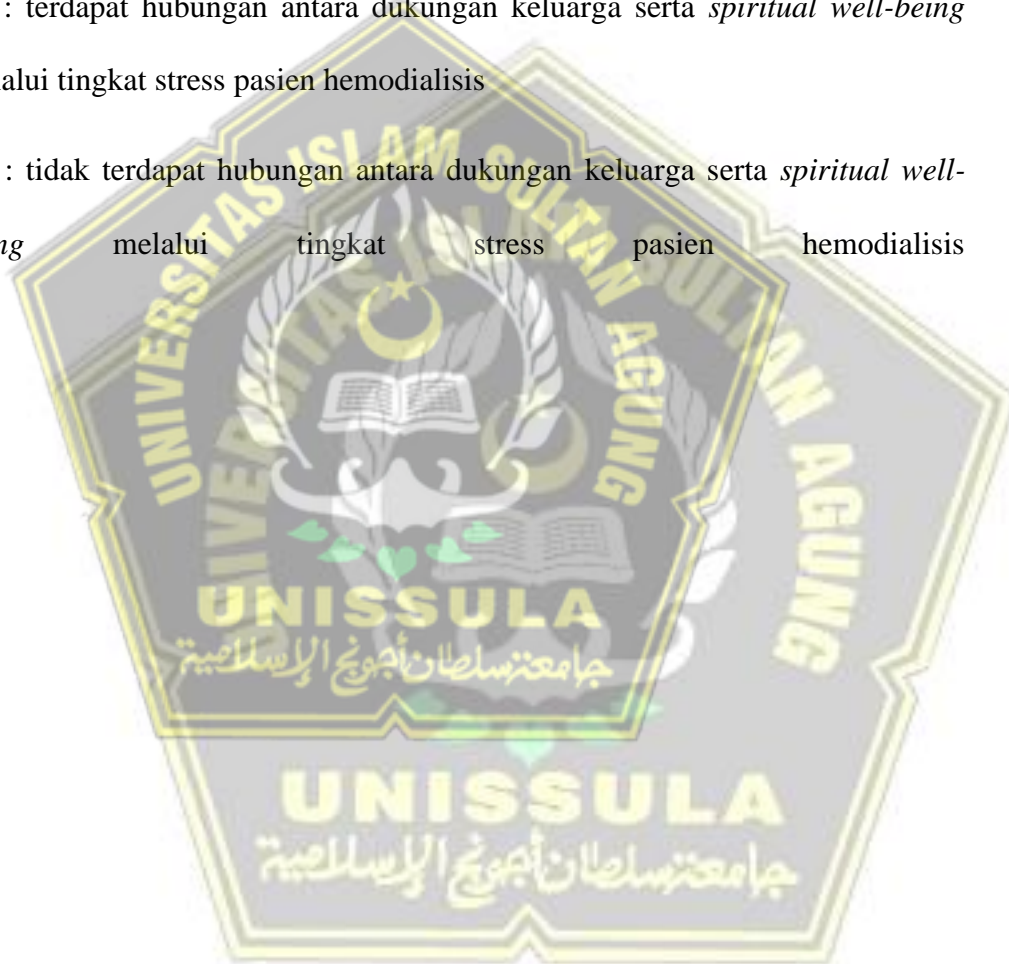 : terdapat hubungan antara dukungan keluarga serta spiritual well-being
alui tingkat stress pasien hemodialisis
: tidak terdapat hubungan antara dukungan keluarga serta spiritual well-
ng melalui tingkat stress pasien hemodialisis
UNIVERSITAS ISLAM SULTAN AGUNG
UNISSULA
جامعة سلطان أجونج الإسلامية
UNISSULA
جامعة سلطان أجونج الإسلامية